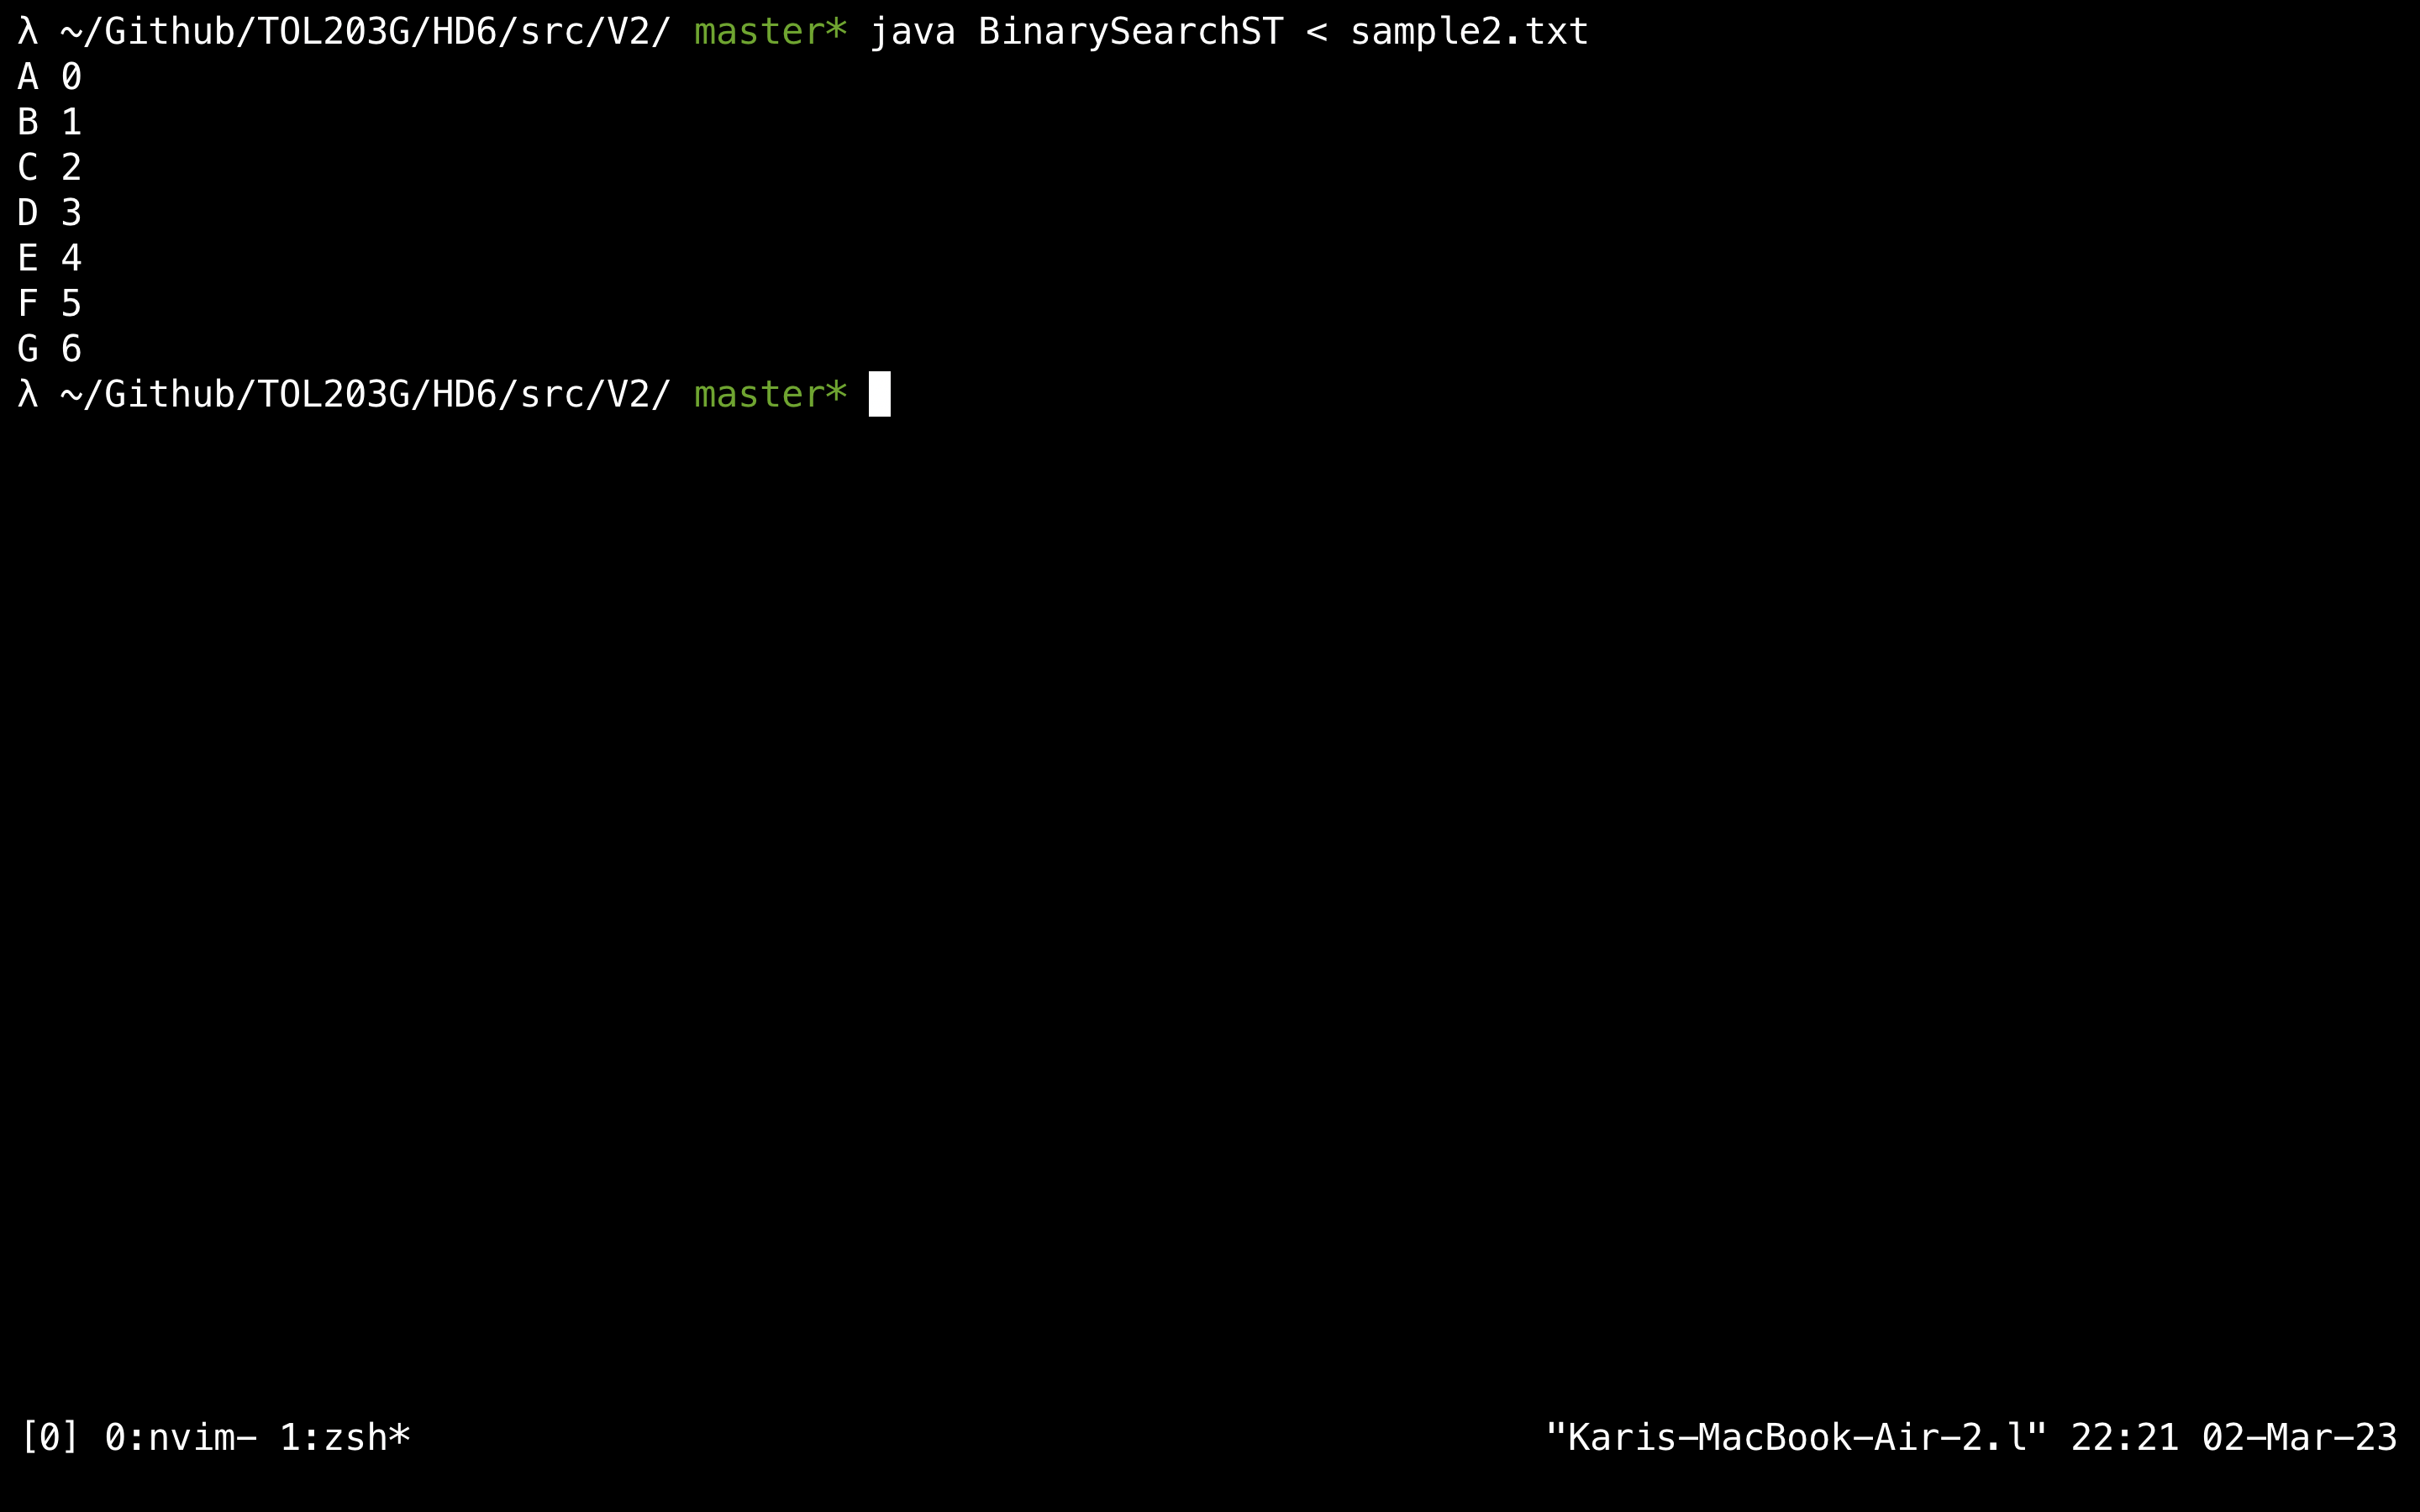 λ ~/Github/TOL203G/HD6/src/V2/ master* java BinarySearchST < sample2.txt
A 0
B 1
C 2
D 3
E 4
F 5
G 6
λ ~/Github/TOL203G/HD6/src/V2/ master*
[0] 0:nvim- 1:zsh* "Karis-MacBook-Air-2.l" 22:21 02-Mar-23